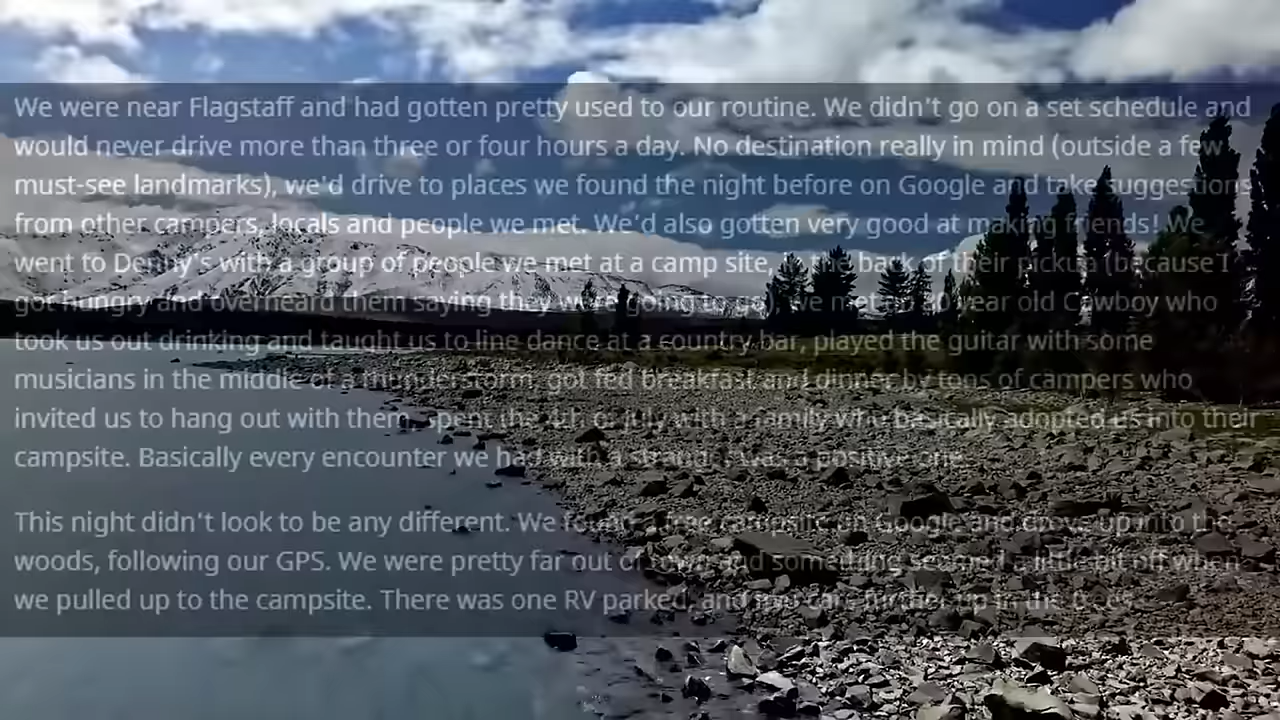 We were near Flagstaff and had gotten pretty used to our routine. We didn't go on a set schedule and
would never drive more than three or four hours a day. No destination really in mind (outside a few
must-see landmarks), we'd drive to places we found the night before on Google and take suggestions
from other campers, locals and people we met. We'd also gotten very good at making friends! We
went to Denny's with a group of people we met at a camp site, in the back of their pickup (because I
got hungry and overheard them saying they were going to eat), we met a year old Cowboy who
took us out drinking and taught us to line dance at a country bar, played the guitar with some
musicians in the middle of a thunderstorm, got fed breakfast and dinner by tons of campers who
invited us to hang out with them, spent the 4th of July with a family who basically adopted us into their
campsite. Basically every encounter we had with a stranger was a positive one.
This night didn't look to be any different. We found a free campsite on Google and drove up into the
woods, following our GPS. We were pretty far out of town and something seemed a little bit off when
we pulled up to the campsite. There was one RV parked, and two cars further up in the trees.